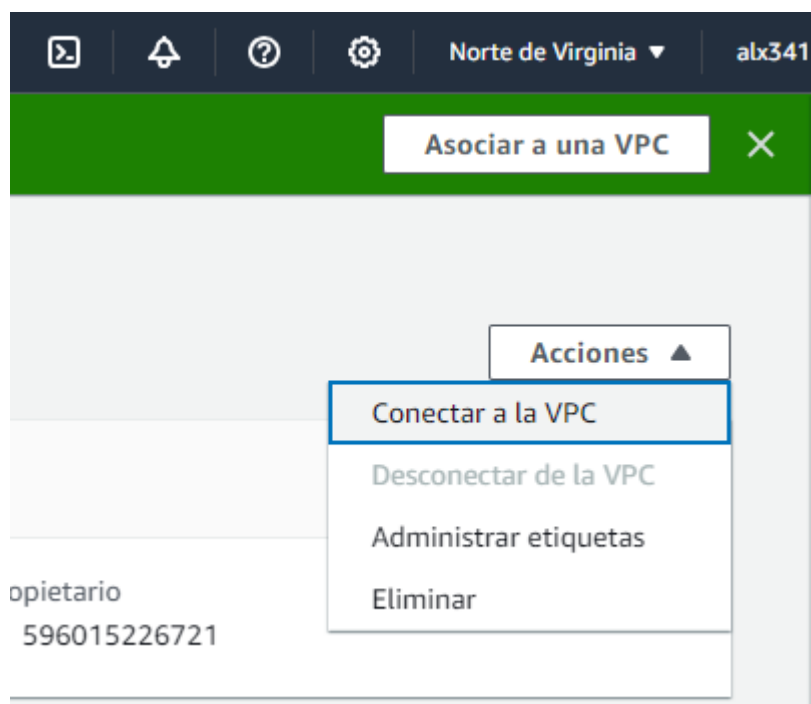 Norte de Virginia ▼ alx341
Asociar a una VPC
Acciones ▲
Conectar a la VPC
Desconectar de la VPC
Administrar etiquetas
Eliminar
opietario
596015226721